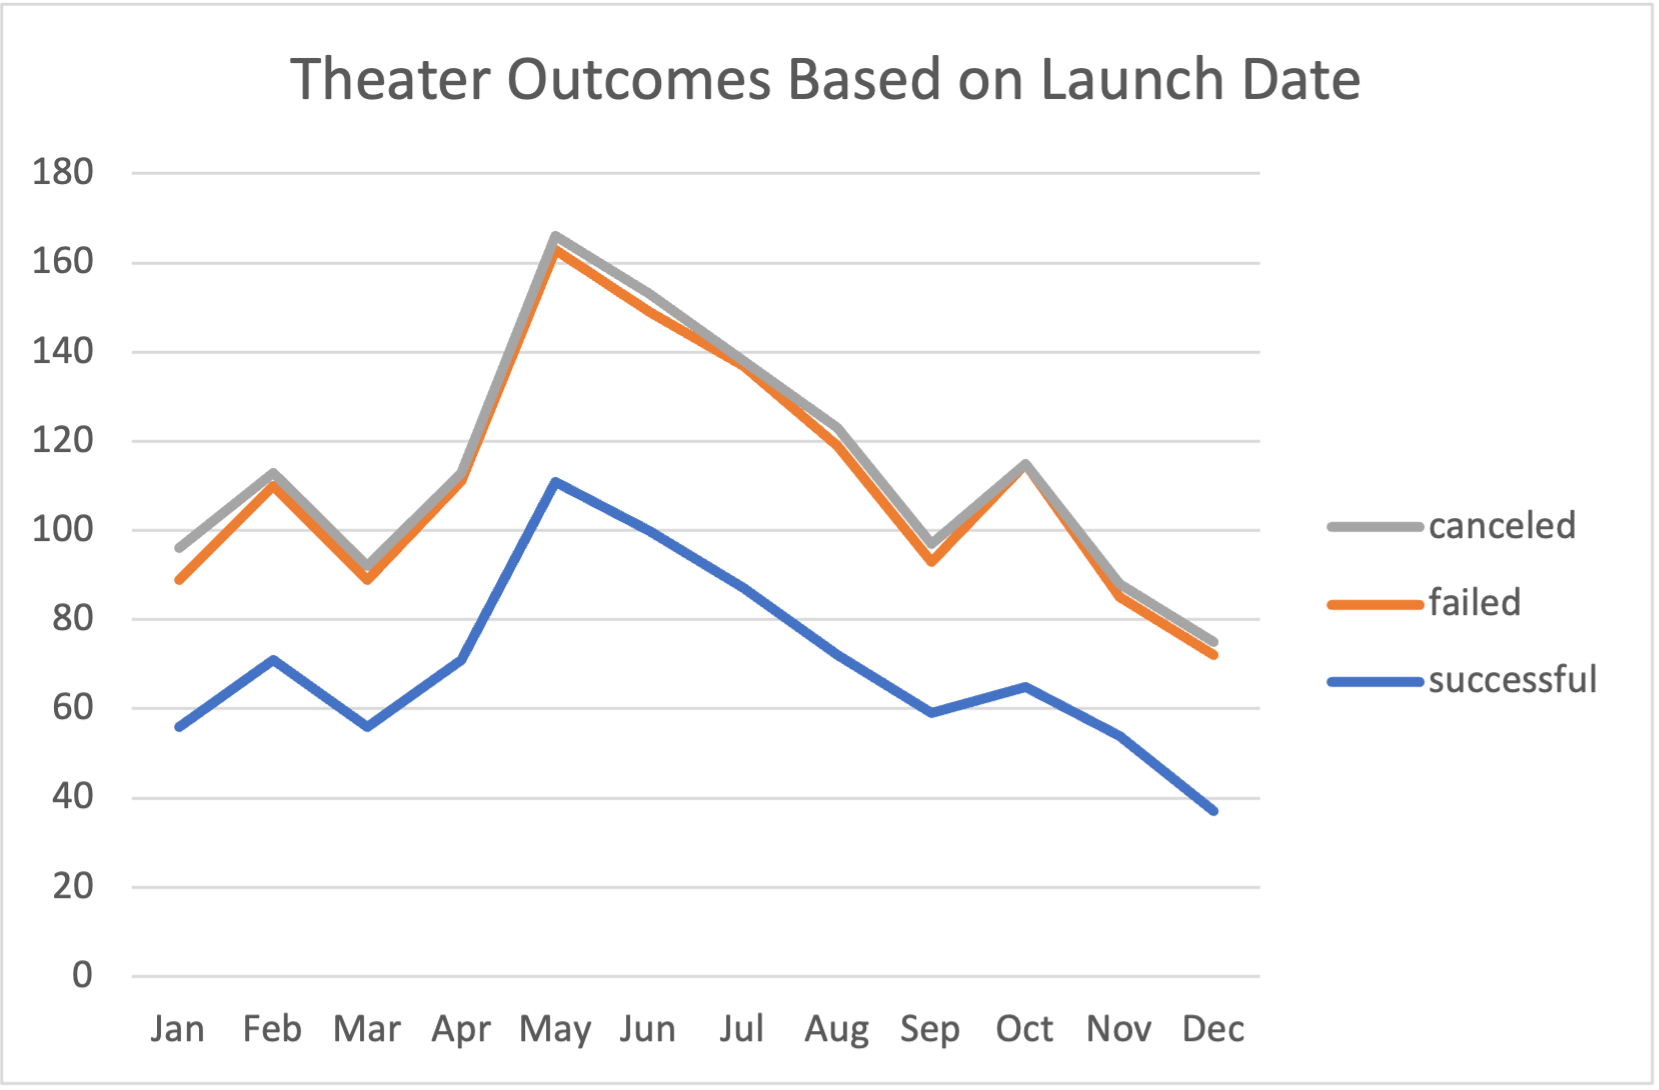 Theater Outcomes Based on Launch Date
180
160
140
120
100
80
60
40
20
0
Jan Feb Mar Apr May Jun Jul Aug Sep Oct Nov Dec
canceled
failed
successful